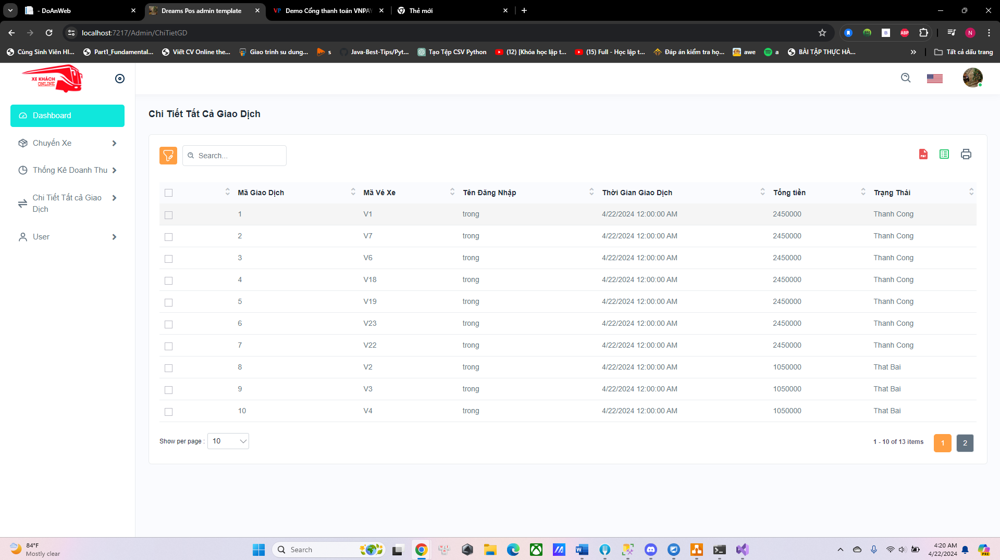 - DoAnWeb
Dreams Pos admin template
VP Demo Cổng thanh toán VNPAY
Thẻ mới
localhost:7217/Admin/ChiTietGD
B
ABP
N
Cùng Sinh Viên HI...
Part1_Fundamental...
Viết CV Online the...
Giao trinh su dung...
s
Java-Best-Tips/Pyt...
Tạo Tệp CSV Python
(12) [Khóa học lập t...
(15) Full - Học lập t...
Đáp án kiểm tra họ...
awe
a
BÀI TẬP THỰC HÀ...
Tất cả dấu trang
XE KHÁCH
ONLINE
Dashboard
Chuyến Xe
Thống Kê Doanh Thu
Chi Tiết Tất cả Giao
Dịch
User
Chi Tiết Tất Cả Giao Dịch
Search...
PDF
Mã Giao Dịch Mã Vé Xe Tên Đăng Nhập Thời Gian Giao Dịch Tổng tiền Trạng Thái
1 V1 trong 4/22/2024 12:00:00 AM 2450000 Thanh Cong
2 V7 trong 4/22/2024 12:00:00 AM 2450000 Thanh Cong
3 V6 trong 4/22/2024 12:00:00 AM 2450000 Thanh Cong
4 V18 trong 4/22/2024 12:00:00 AM 2450000 Thanh Cong
5 V19 trong 4/22/2024 12:00:00 AM 2450000 Thanh Cong
6 V23 trong 4/22/2024 12:00:00 AM 2450000 Thanh Cong
7 V22 trong 4/22/2024 12:00:00 AM 2450000 Thanh Cong
8 V2 trong 4/22/2024 12:00:00 AM 1050000 That Bai
9 V3 trong 4/22/2024 12:00:00 AM 1050000 That Bai
10 V4 trong 4/22/2024 12:00:00 AM 1050000 That Bai
Show per page : 10
1 - 10 of 13 items 1 2
84°F
Mostly clear
Search
4:20 AM
4/22/2024
PRE